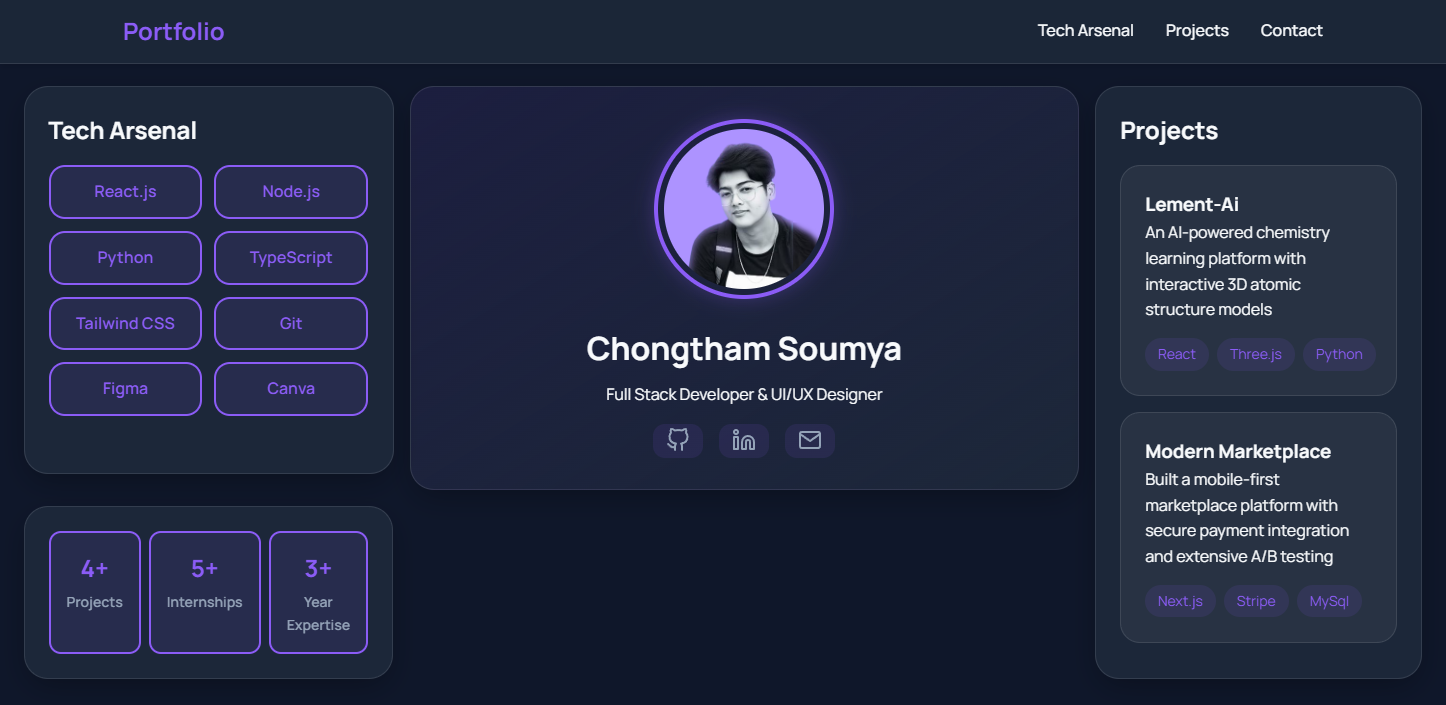 Portfolio
Tech Arsenal
Projects
Contact
Tech Arsenal
React.js
Node.js
Python
TypeScript
Tailwind CSS
Git
Figma
Canva
4+
Projects
5+
Internships
3+
Year
Expertise
Chongtham Soumya
Full Stack Developer & UI/UX Designer
Projects
Lement-Ai
An AI-powered chemistry
learning platform with
interactive 3D atomic
structure models
React
Three.js
Python
Modern Marketplace
Built a mobile-first
marketplace platform with
secure payment integration
and extensive A/B testing
Next.js
Stripe
MySql